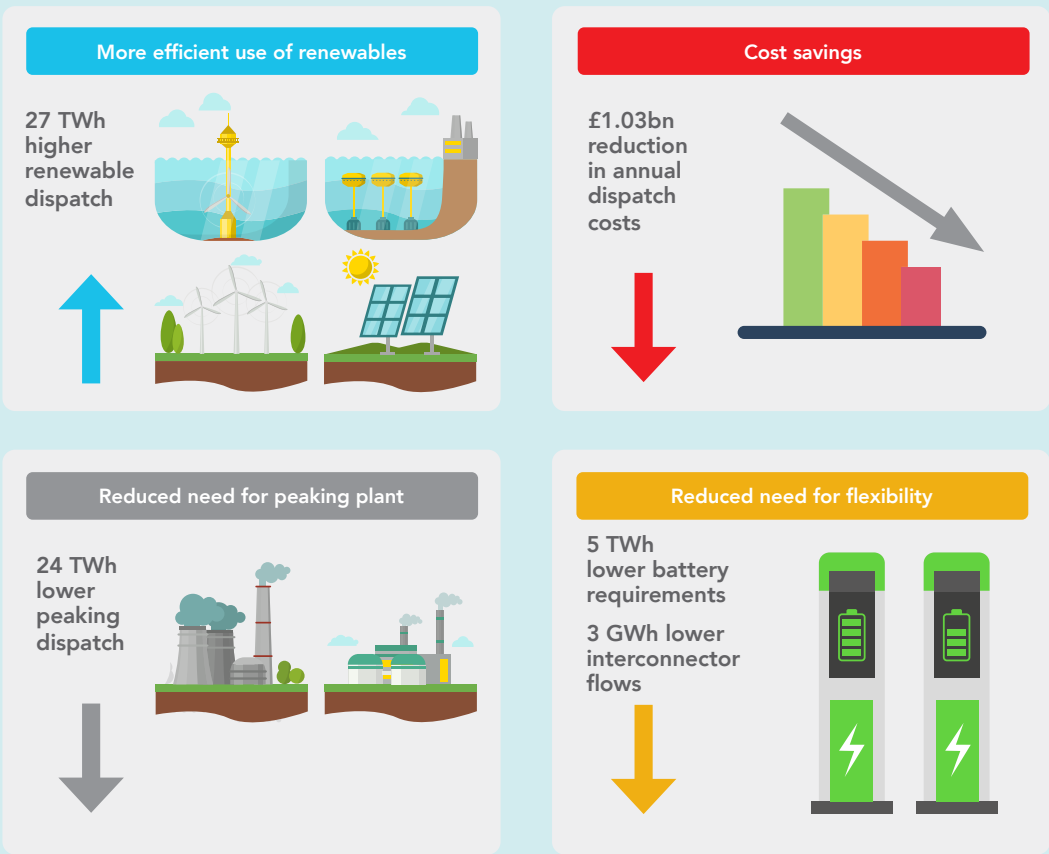 More efficient use of renewables
27 TWh
higher
renewable
dispatch
Cost savings
£1.03bn
reduction
in annual
dispatch
costs
Reduced need for peaking plant
24 TWh
lower
peaking
dispatch
Reduced need for flexibility
5 TWh
lower battery
requirements
3 GWh lower
interconnector
flows